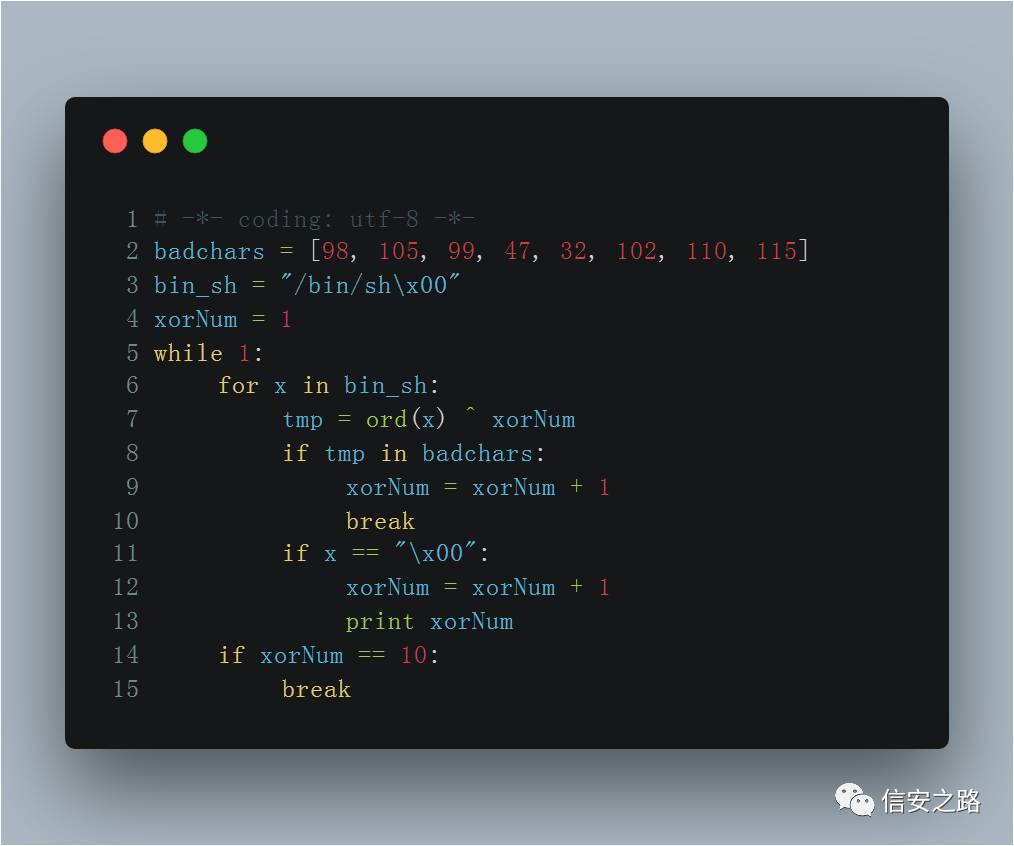 1 # -*- coding: utf-8 -*-
2 badchars = [98, 105, 99, 47, 32, 102, 110, 115]
3 bin_sh = "/bin/sh\x00"
4 xorNum = 1
5 while 1:
6     for x in bin_sh:
7         tmp = ord(x) ^ xorNum
8         if tmp in badchars:
9             xorNum = xorNum + 1
10             break
11         if x == "\x00":
12             xorNum = xorNum + 1
13             print xorNum
14     if xorNum == 10:
15         break
信安之路